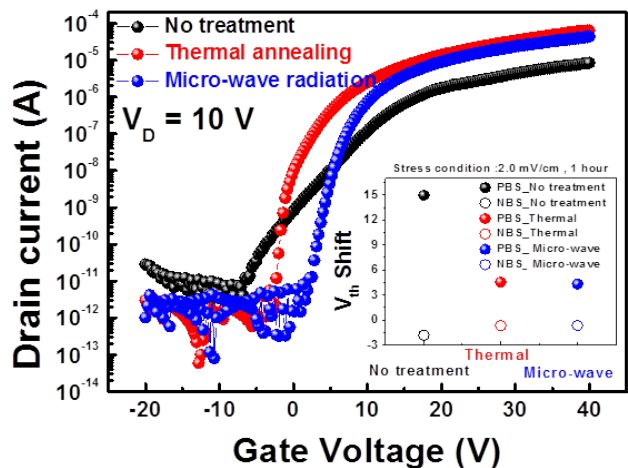 No treatment
Thermal annealing
Micro-wave radiation
V_D = 10 V
Drain current (A)
10^-4
10^-5
10^-6
10^-7
10^-8
10^-9
10^-10
10^-11
10^-12
10^-13
10^-14
Stress condition :2.0 mV/cm , 1 hour
PBS_No treatment
NBS_No treatment
PBS_Thermal
NBS_Thermal
PBS_ Micro-wave
NBS_ Micro-wave
V_th Shift
15
12
9
6
3
0
-3
No treatment
Thermal
Micro-wave
-20 -10 0 10 20 30 40
Gate Voltage (V)